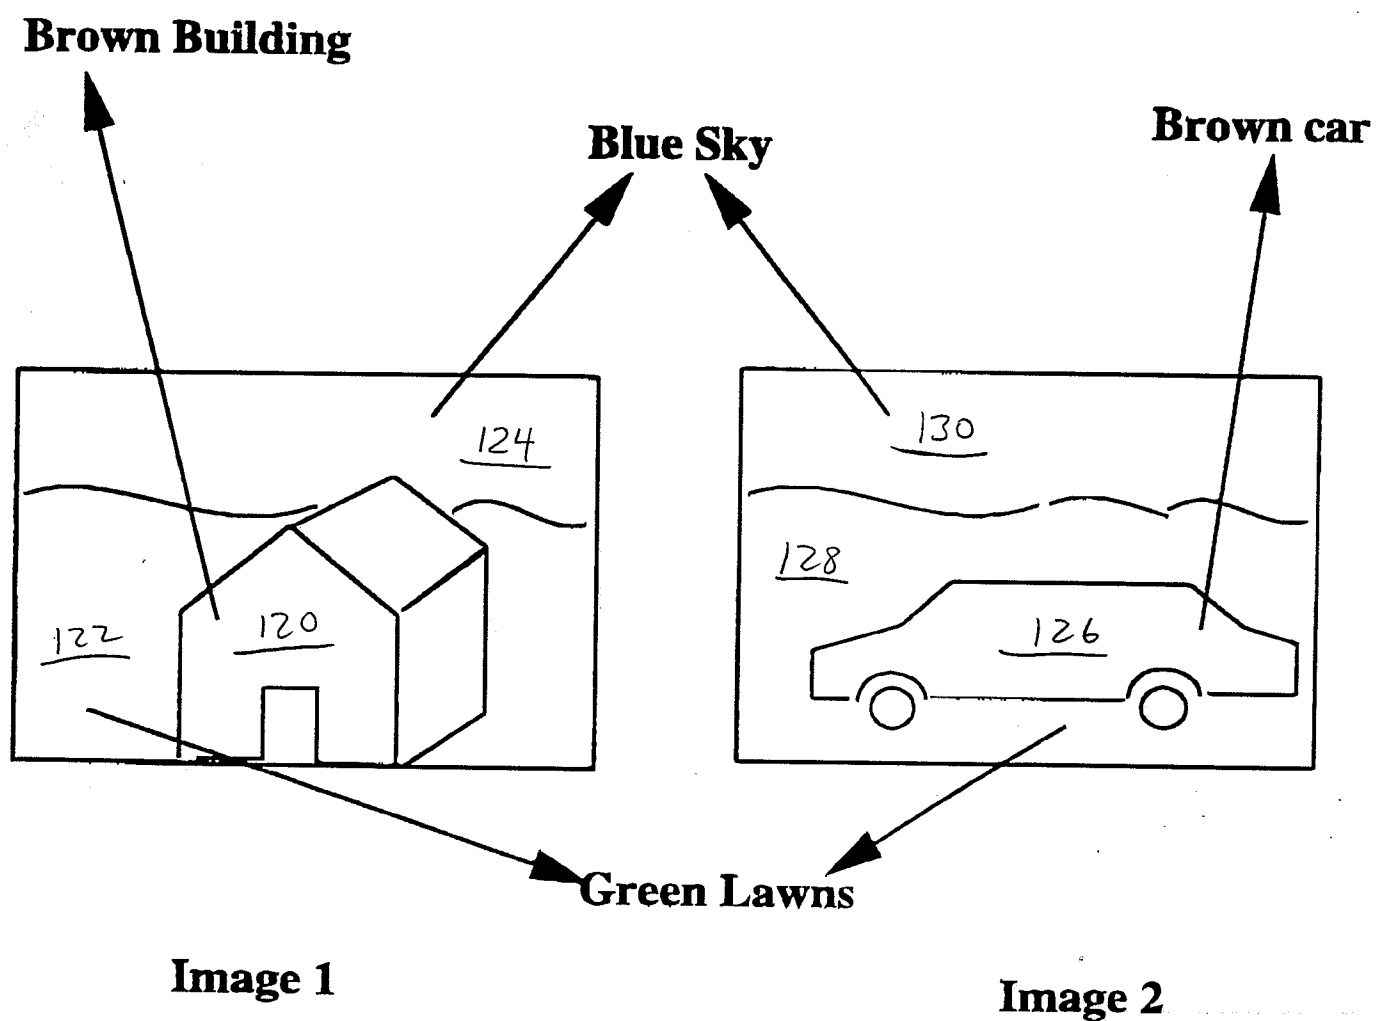 Brown Building
Blue Sky
Brown car
124
130
128
122
120
126
Green Lawns
Image 1
Image 2